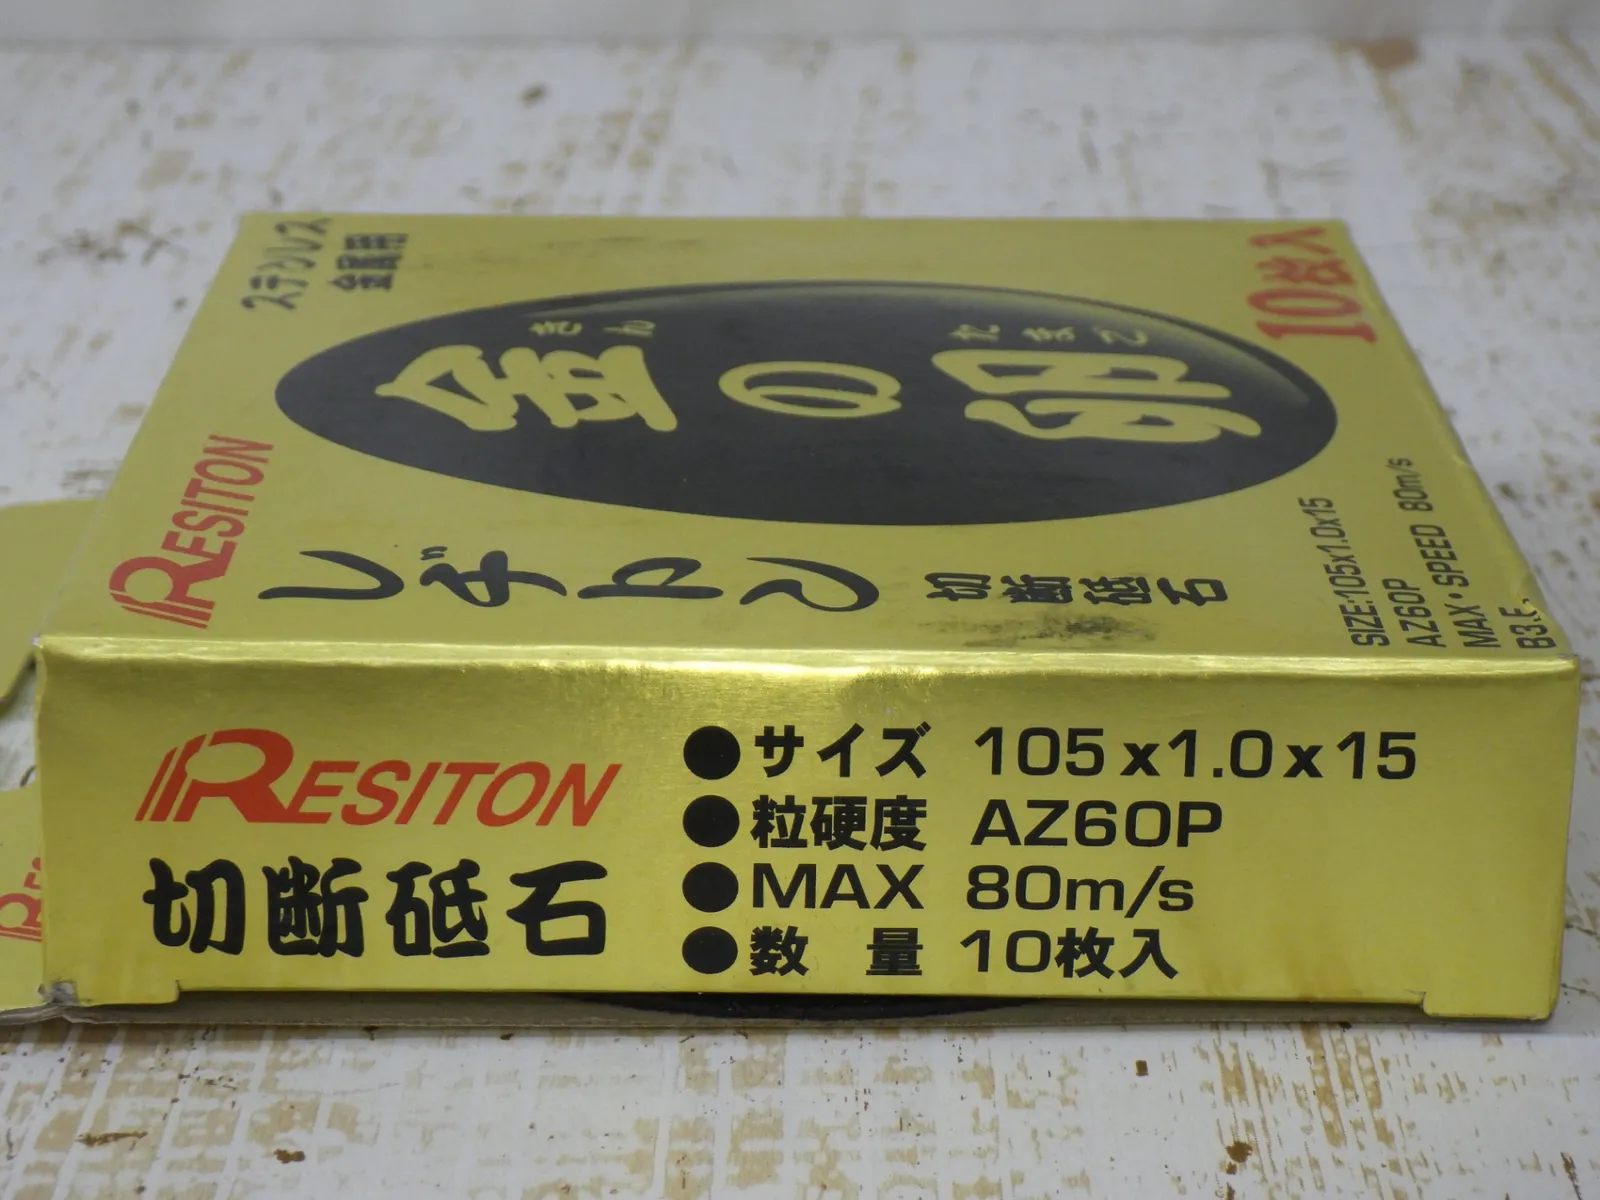 ステンレス
金属用
10枚入
きん
たまご
金の卵
RESITON
レヂトン
切断砥石
SIZE:105x1.0x15
AZ60P
MAX・SPEED 80m/s
RESITON
切断砥石
●サイズ 105x1.0x15
●粒硬度 AZ60P
●MAX 80m/s
●数 量 10枚入